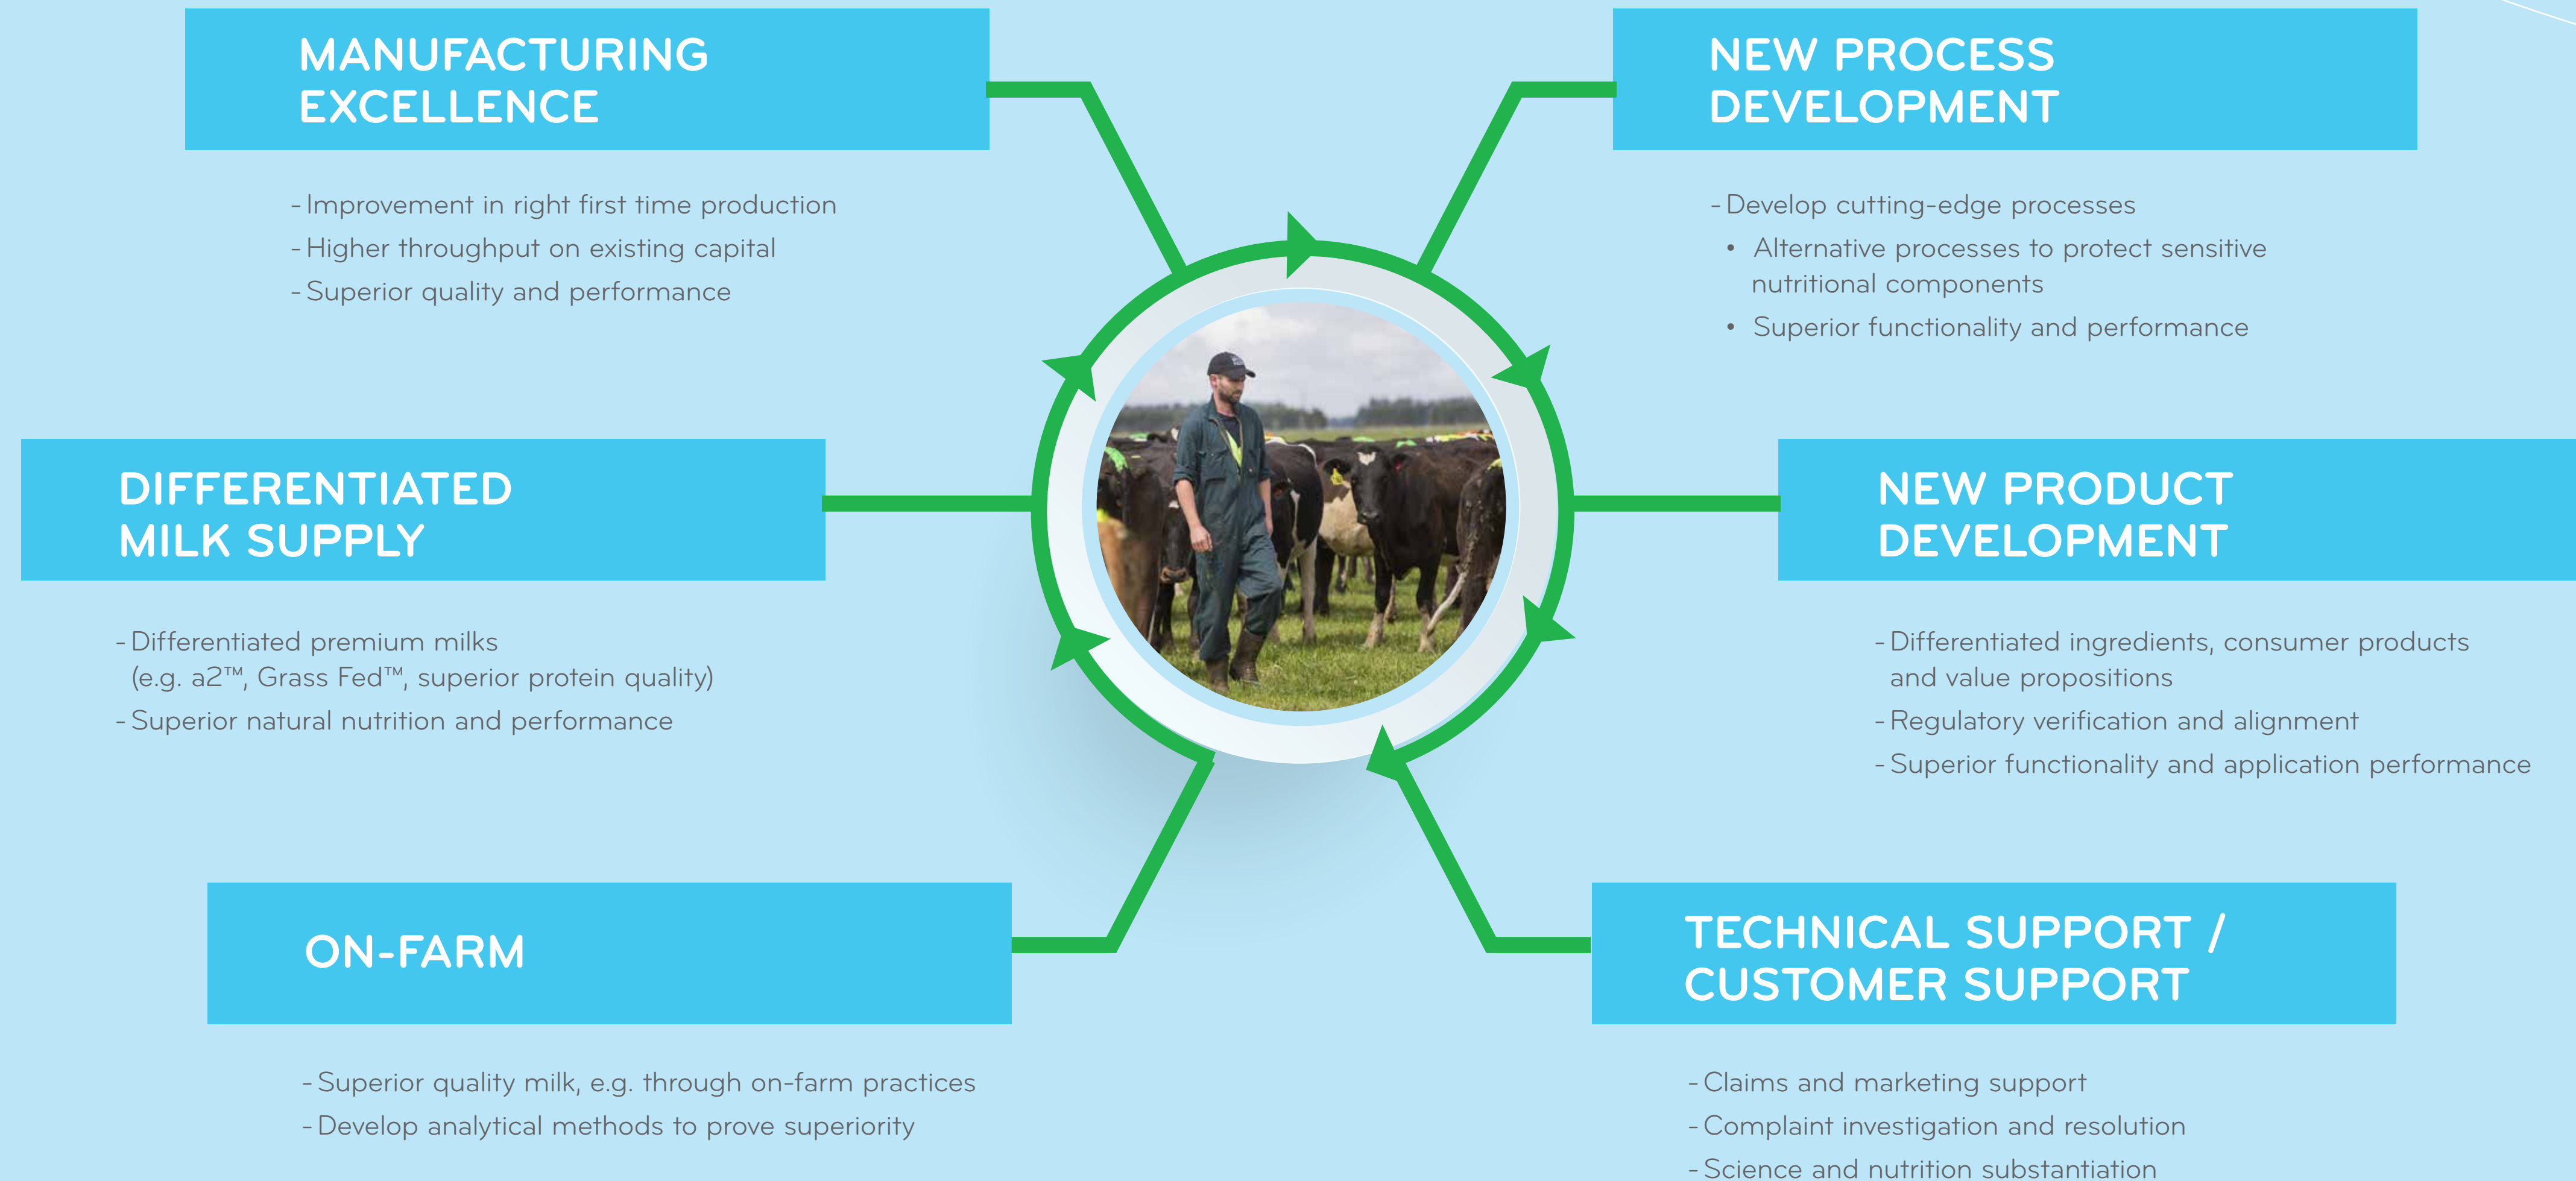 MANUFACTURING
EXCELLENCE
- Improvement in right first time production
- Higher throughput on existing capital
- Superior quality and performance
NEW PROCESS
DEVELOPMENT
- Develop cutting-edge processes
• Alternative processes to protect sensitive
nutritional components
• Superior functionality and performance
DIFFERENTIATED
MILK SUPPLY
- Differentiated premium milks
(e.g. a2™, Grass Fed™, superior protein quality)
- Superior natural nutrition and performance
NEW PRODUCT
DEVELOPMENT
- Differentiated ingredients, consumer products
and value propositions
- Regulatory verification and alignment
- Superior functionality and application performance
ON-FARM
- Superior quality milk, e.g. through on-farm practices
- Develop analytical methods to prove superiority
TECHNICAL SUPPORT /
CUSTOMER SUPPORT
- Claims and marketing support
- Complaint investigation and resolution
- Science and nutrition substantiation